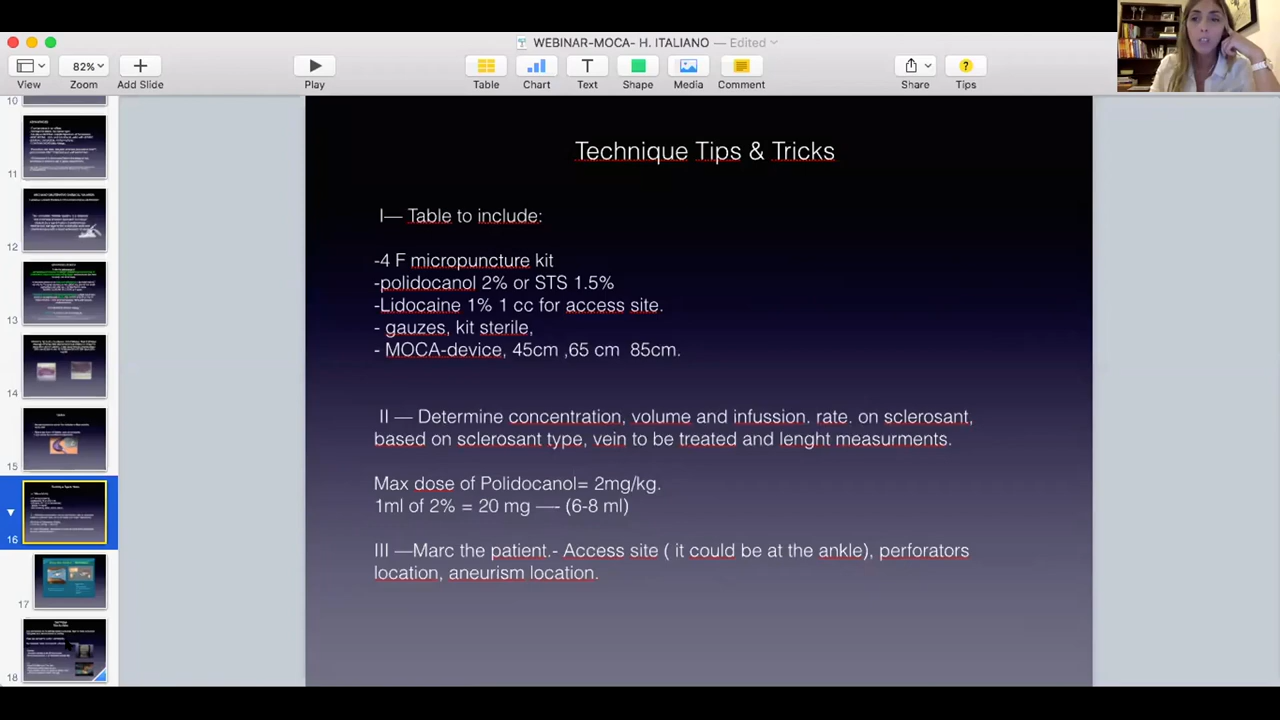 WEBINAR-MOCA- H. ITALIANO — Edited
82%
View
Zoom
Add Slide
Play
Table
Chart
Text
Shape
Media
Comment
Share
Tips
10
11
12
13
14
15
16
17
18
Technique Tips & Tricks
I— Table to include:
-4 F micropuncture kit
-polidocanol 2% or STS 1.5%
-Lidocaine 1%1 cc for access site.
- gauzes, kit sterile,
- MOCA-device, 45cm ,65 cm 85cm.
II — Determine concentration, volume and infussion. rate. on sclerosant,
based on sclerosant type, vein to be treated and lenght measurments.
Max dose of Polidocanol= 2mg/kg.
1ml of 2% = 20 mg —- (6-8 ml)
III —Marc the patient.- Access site ( it could be at the ankle), perforators
location, aneurism location.